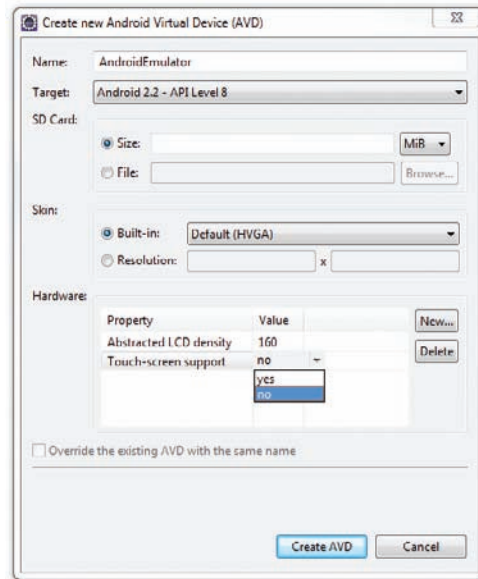 Create new Android Virtual Device (AVD)
Name: AndroidEmulator
Target: Android 2.2 - API Level 8
SD Card:
Size: MiB
File: Browse...
Skin:
Built-in: Default (HVGA)
Resolution: x
Hardware:
Property Value New...
Abstracted LCD density 160 Delete
Touch-screen support no
yes
no
Override the existing AVD with the same name
Create AVD Cancel